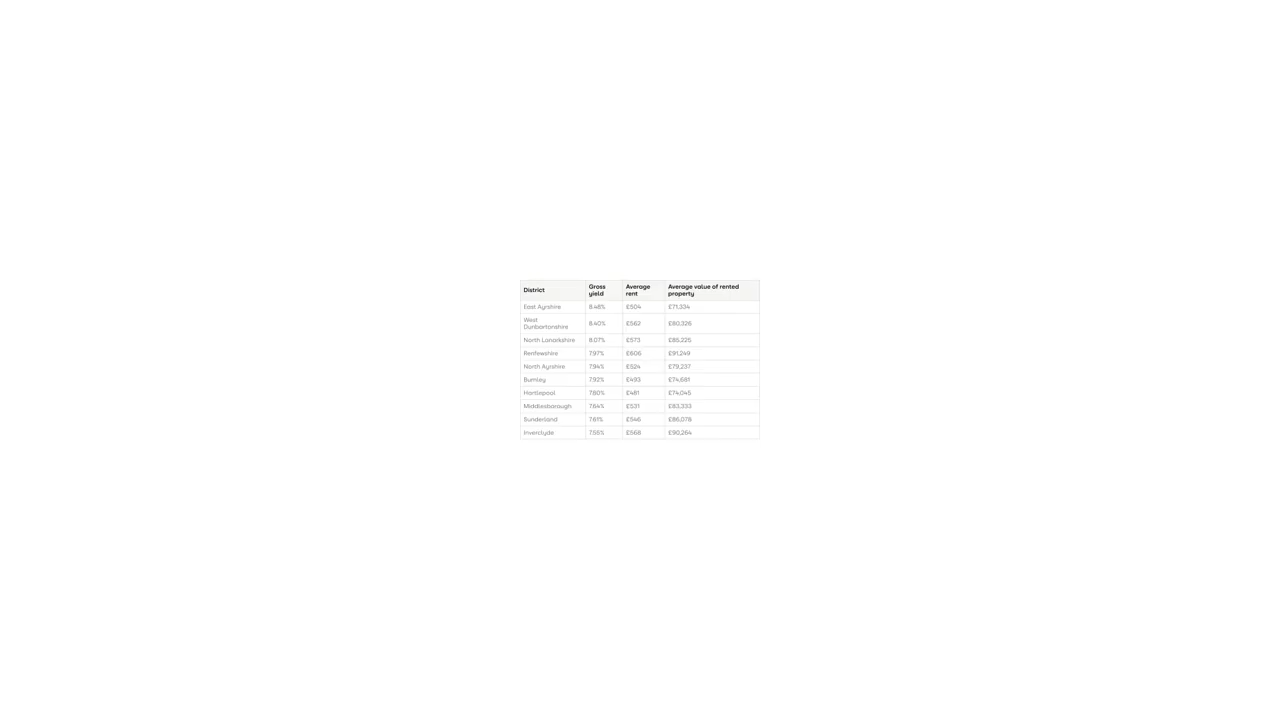 District
Gross yield
Average rent
Average value of rented property
East Ayrshire
8.48%
£504
£71,334
West Dunbartonshire
8.40%
£562
£80,326
North Lanarkshire
8.07%
£573
£85,225
Renfewshire
7.97%
£606
£91,249
North Ayrshire
7.94%
£524
£79,237
Burnley
7.92%
£493
£74,681
Hartlepool
7.80%
£481
£74,045
Middlesborough
7.64%
£531
£83,333
Sunderland
7.61%
£546
£86,078
Inverclyde
7.55%
£568
£90,264